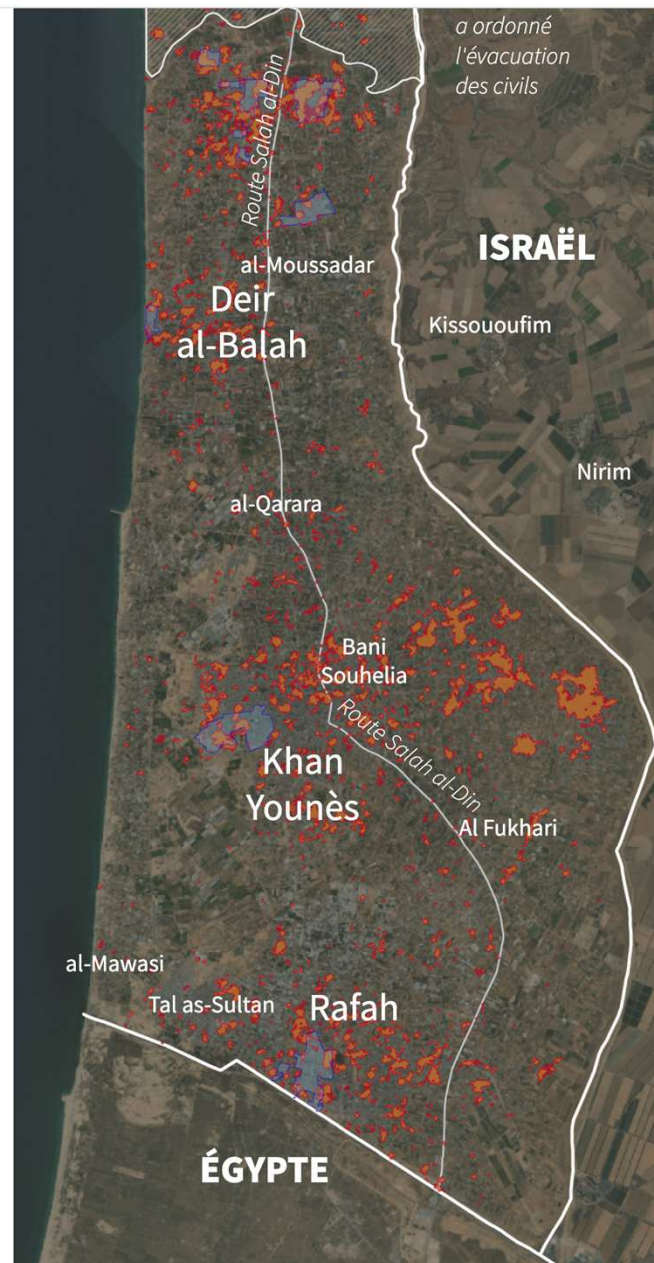 a ordonné
l'évacuation
des civils
Route Salah al-Din
ISRAËL
al-Moussadar
Deir
al-Balah
Kissououfim
Nirim
al-Qarara
Bani
Souhelia
Route Salah al-Din
Khan
Younès
Al Fukhari
al-Mawasi
Tal as-Sultan
Rafah
ÉGYPTE